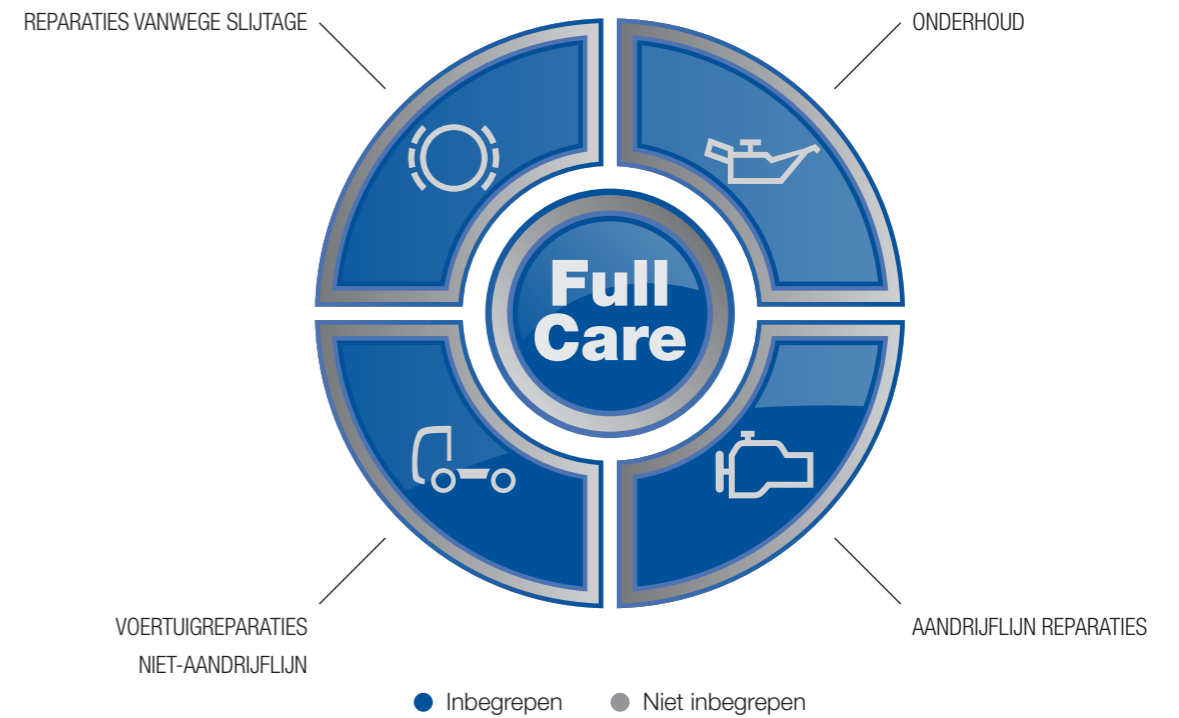 REPARATIES VANWEGE SLIJTAGE
ONDERHOUD
Full
Care
VOERTUIGREPARATIES
NIET-AANDRIJFLIJN
AANDRIJFLIJN REPARATIES
Inbegrepen
Niet inbegrepen